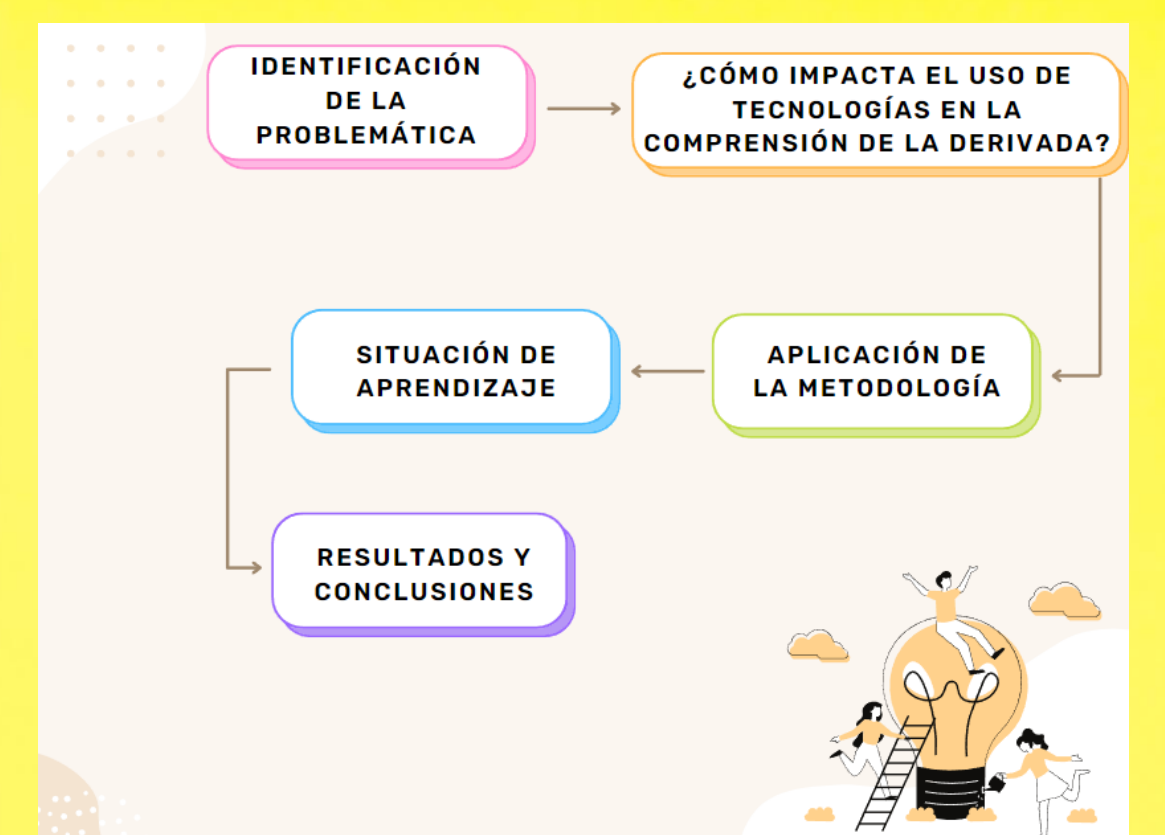 IDENTIFICACIÓN
DE LA
PROBLEMÁTICA
¿CÓMO IMPACTA EL USO DE
TECNOLOGÍAS EN LA
COMPRENSIÓN DE LA DERIVADA?
APLICACIÓN DE
LA METODOLOGÍA
SITUACIÓN DE
APRENDIZAJE
RESULTADOS Y
CONCLUSIONES